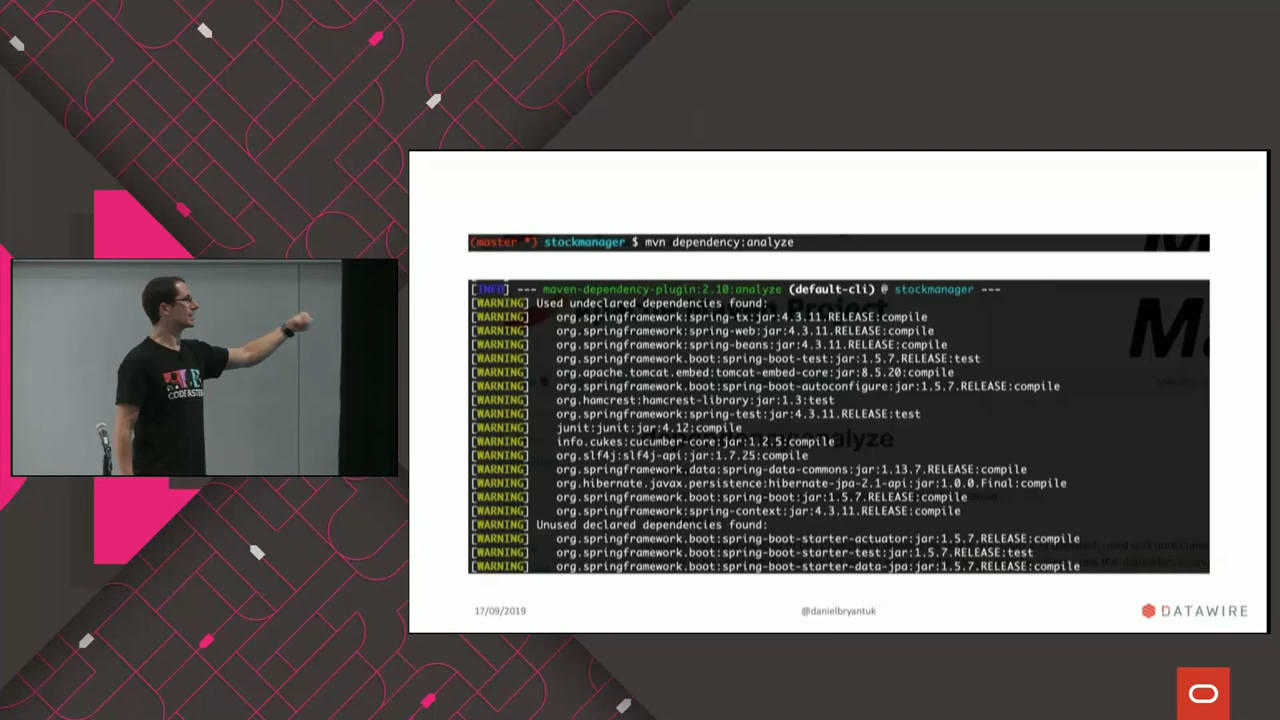 (master *) stockmanager $ mvn dependency:analyze
[INFO] --- maven-dependency-plugin:2.10:analyze (default-cli) @ stockmanager ---
[WARNING] Used undeclared dependencies found:
[WARNING]    org.springframework:spring-tx:jar:4.3.11.RELEASE:compile
[WARNING]    org.springframework:spring-web:jar:4.3.11.RELEASE:compile
[WARNING]    org.springframework:spring-beans:jar:4.3.11.RELEASE:compile
[WARNING]    org.springframework.boot:spring-boot-test:jar:1.5.7.RELEASE:test
[WARNING]    org.apache.tomcat.embed:tomcat-embed-core:jar:8.5.20:compile
[WARNING]    org.springframework.boot:spring-boot-autoconfigure:jar:1.5.7.RELEASE:compile
[WARNING]    org.hamcrest:hamcrest-library:jar:1.3:test
[WARNING]    org.springframework:spring-test:jar:4.3.11.RELEASE:test
[WARNING]    junit:junit:jar:4.12:compile
[WARNING]    info.cukes:cucumber-core:jar:1.2.5:compile
[WARNING]    org.slf4j:slf4j-api:jar:1.7.25:compile
[WARNING]    org.springframework.data:spring-data-commons:jar:1.13.7.RELEASE:compile
[WARNING]    org.hibernate.javax.persistence:hibernate-jpa-2.1-api:jar:1.0.0.Final:compile
[WARNING]    org.springframework.boot:spring-boot:jar:1.5.7.RELEASE:compile
[WARNING]    org.springframework:spring-context:jar:4.3.11.RELEASE:compile
[WARNING] Unused declared dependencies found:
[WARNING]    org.springframework.boot:spring-boot-starter-actuator:jar:1.5.7.RELEASE:compile
[WARNING]    org.springframework.boot:spring-boot-starter-test:jar:1.5.7.RELEASE:test
[WARNING]    org.springframework.boot:spring-boot-starter-data-jpa:jar:1.5.7.RELEASE:compile
17/09/2019
@danielbryantuk
DATAWIRE